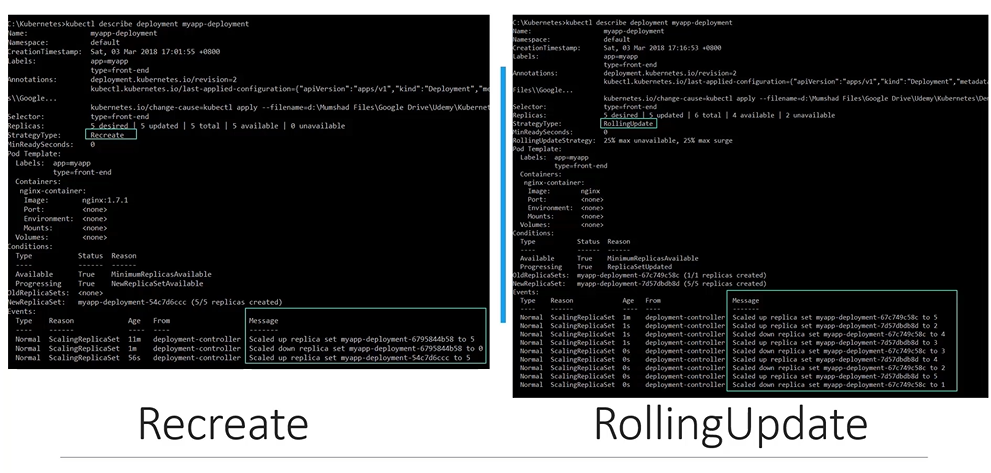 C:\Kubernetes>kubectl describe deployment myapp-deployment
Name: myapp-deployment
Namespace: default
CreationTimestamp: Sat, 03 Mar 2018 17:01:55 +0800
Labels: app=myapp
type=front-end
Annotations: deployment.kubernetes.io/revision=2
kubectl.kubernetes.io/last-applied-configuration={"apiVersion":"apps/v1","kind":"Deployment","me
s\\Google...
kubernetes.io/change-cause=kubectl apply --filename=d:\Mumshad Files\Google Drive\Udemy\Kubernet
Selector: type=front-end
Replicas: 5 desired | 5 updated | 5 total | 5 available | 0 unavailable
StrategyType: Recreate
MinReadySeconds: 0
Pod Template:
Labels: app=myapp
type=front-end
Containers:
nginx-container:
Image: nginx:1.7.1
Port: <none>
Environment: <none>
Mounts: <none>
Volumes: <none>
Conditions:
Type Status Reason
---- ------ ------
Available True MinimumReplicasAvailable
Progressing True NewReplicaSetAvailable
OldReplicaSets: <none>
NewReplicaSet: myapp-deployment-54c7d6ccc (5/5 replicas created)
Events:
Type Reason Age From Message
---- ------ ---- ---- -------
Normal ScalingReplicaSet 11m deployment-controller Scaled up replica set myapp-deployment-6795844b58 to 5
Normal ScalingReplicaSet 1m deployment-controller Scaled down replica set myapp-deployment-6795844b58 to 0
Normal ScalingReplicaSet 56s deployment-controller Scaled up replica set myapp-deployment-54c7d6ccc to 5
Recreate
C:\Kubernetes>kubectl describe deployment myapp-deployment
Name: myapp-deployment
Namespace: default
CreationTimestamp: Sat, 03 Mar 2018 17:16:53 +0800
Labels: app=myapp
type=front-end
Annotations: deployment.kubernetes.io/revision=2
kubectl.kubernetes.io/last-applied-configuration={"apiVersion":"apps/v1","kind":"Deployment","metadat
Files\\Google...
kubernetes.io/change-cause=kubectl apply --filename=d:\Mumshad Files\Google Drive\Udemy\Kubernetes\De
Selector: type=front-end
Replicas: 5 desired | 5 updated | 6 total | 4 available | 2 unavailable
StrategyType: RollingUpdate
MinReadySeconds: 0
RollingUpdateStrategy: 25% max unavailable, 25% max surge
Pod Template:
Labels: app=myapp
type=front-end
Containers:
nginx-container:
Image: nginx
Port: <none>
Environment: <none>
Mounts: <none>
Volumes: <none>
Conditions:
Type Status Reason
---- ------ ------
Available True MinimumReplicasAvailable
Progressing True ReplicaSetUpdated
OldReplicaSets: myapp-deployment-67c749c58c (1/1 replicas created)
NewReplicaSet: myapp-deployment-7d57dbdb8d (5/5 replicas created)
Events:
Type Reason Age From Message
---- ------ ---- ---- -------
Normal ScalingReplicaSet 1m deployment-controller Scaled up replica set myapp-deployment-67c749c58c to 5
Normal ScalingReplicaSet 1s deployment-controller Scaled up replica set myapp-deployment-7d57dbdb8d to 2
Normal ScalingReplicaSet 1s deployment-controller Scaled down replica set myapp-deployment-67c749c58c to 4
Normal ScalingReplicaSet 1s deployment-controller Scaled up replica set myapp-deployment-7d57dbdb8d to 3
Normal ScalingReplicaSet 0s deployment-controller Scaled down replica set myapp-deployment-67c749c58c to 3
Normal ScalingReplicaSet 0s deployment-controller Scaled up replica set myapp-deployment-7d57dbdb8d to 4
Normal ScalingReplicaSet 0s deployment-controller Scaled down replica set myapp-deployment-67c749c58c to 2
Normal ScalingReplicaSet 0s deployment-controller Scaled up replica set myapp-deployment-7d57dbdb8d to 5
Normal ScalingReplicaSet 0s deployment-controller Scaled down replica set myapp-deployment-67c749c58c to 1
RollingUpdate